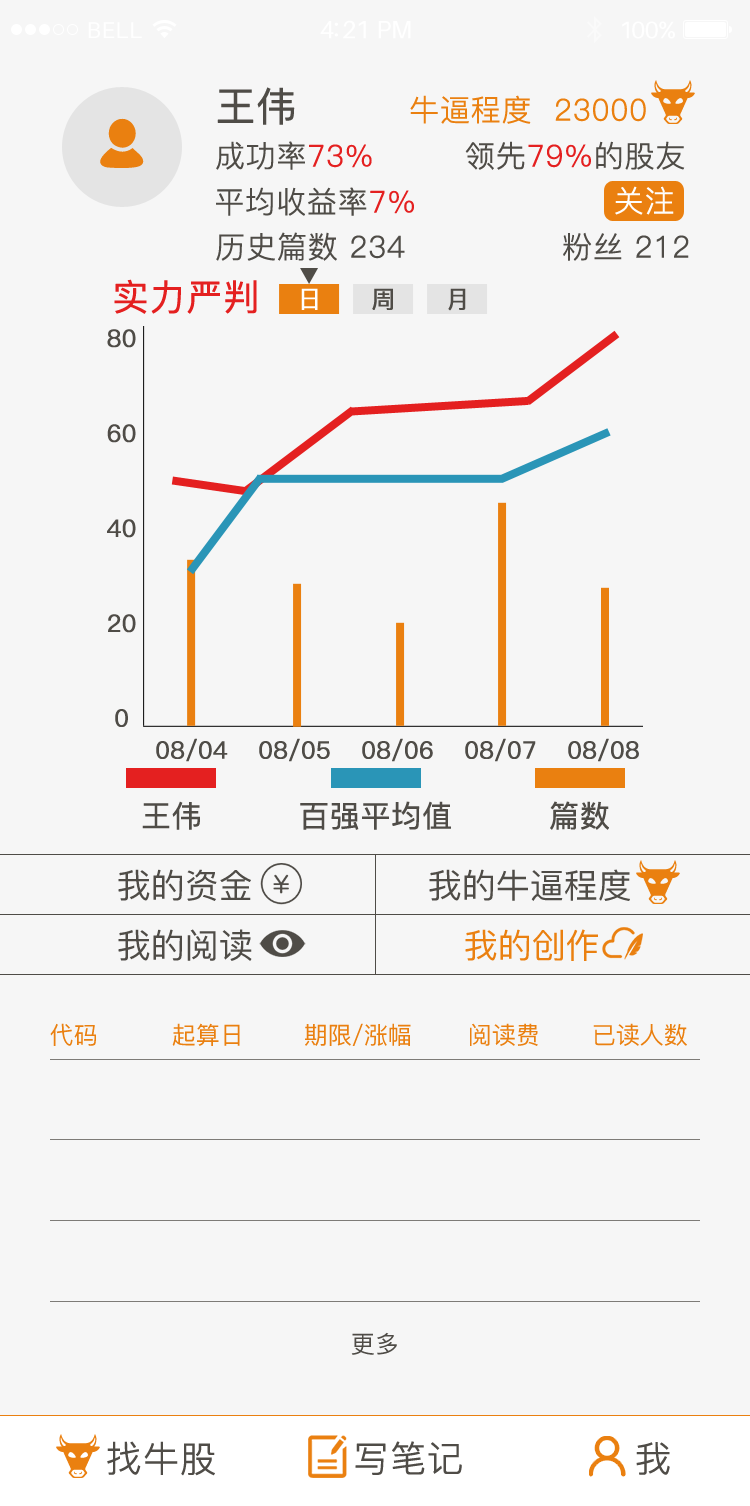 BELL 4:21 PM 100%
王伟 牛逼程度 23000
成功率73% 领先79%的股友
平均收益率7% 关注
历史篇数 234 粉丝 212
实力严判 日 周 月
80
60
40
20
0
08/04 08/05 08/06 08/07 08/08
王伟 百强平均值 篇数
我的资金 ¥ 我的牛逼程度
我的阅读 我的创作
代码 起算日 期限/涨幅 阅读费 已读人数
更多
找牛股 写笔记 我